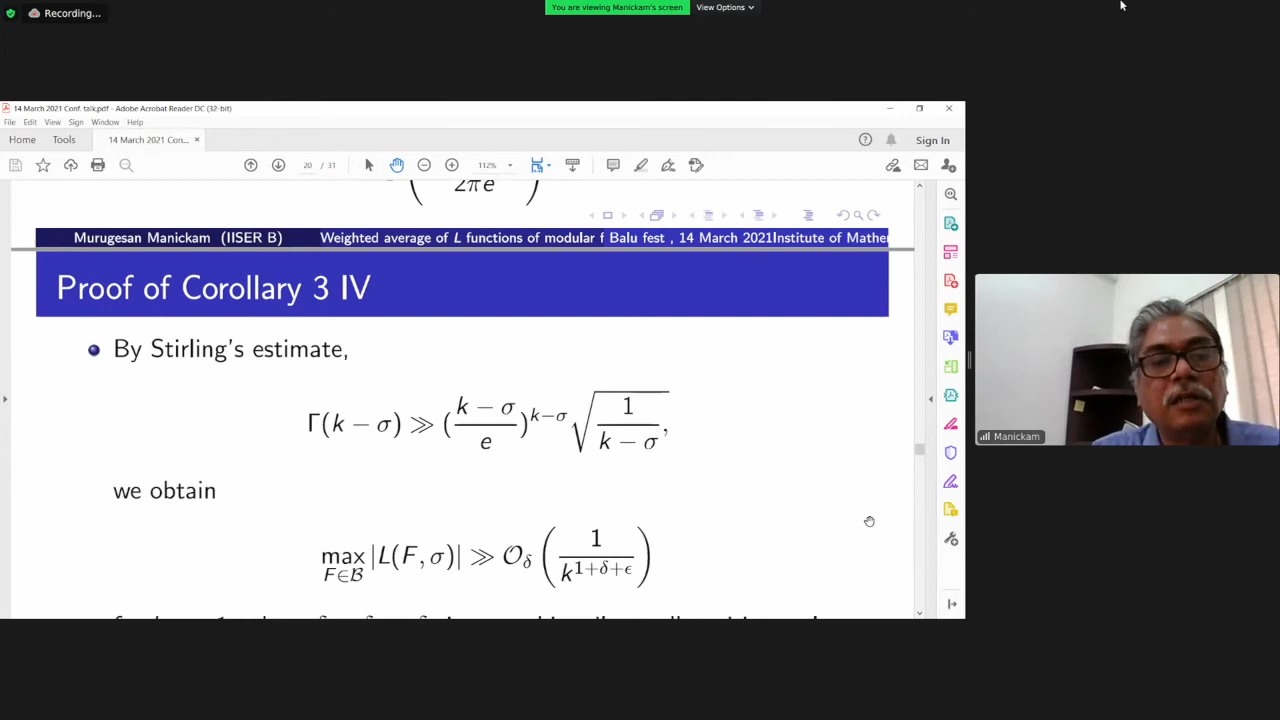 Recording...
You are viewing Manickam's screen
View Options
14 March 2021 Conf. talk.pdf - Adobe Acrobat Reader DC (32-bit)
File Edit View Sign Window Help
Home Tools 14 March 2021 Con... × Sign In
20 / 31 112%
2πe
Murugesan Manickam (IISER B) Weighted average of L functions of modular f Balu fest , 14 March 2021Institute of Mathe
Proof of Corollary 3 IV
By Stirling's estimate,
Γ(k − σ) ≫ ((k − σ)/e)^{k−σ} √(1/(k − σ)),
we obtain
max_{F∈B} |L(F, σ)| ≫ O_δ (1/k^{1+δ+ϵ})
Manickam